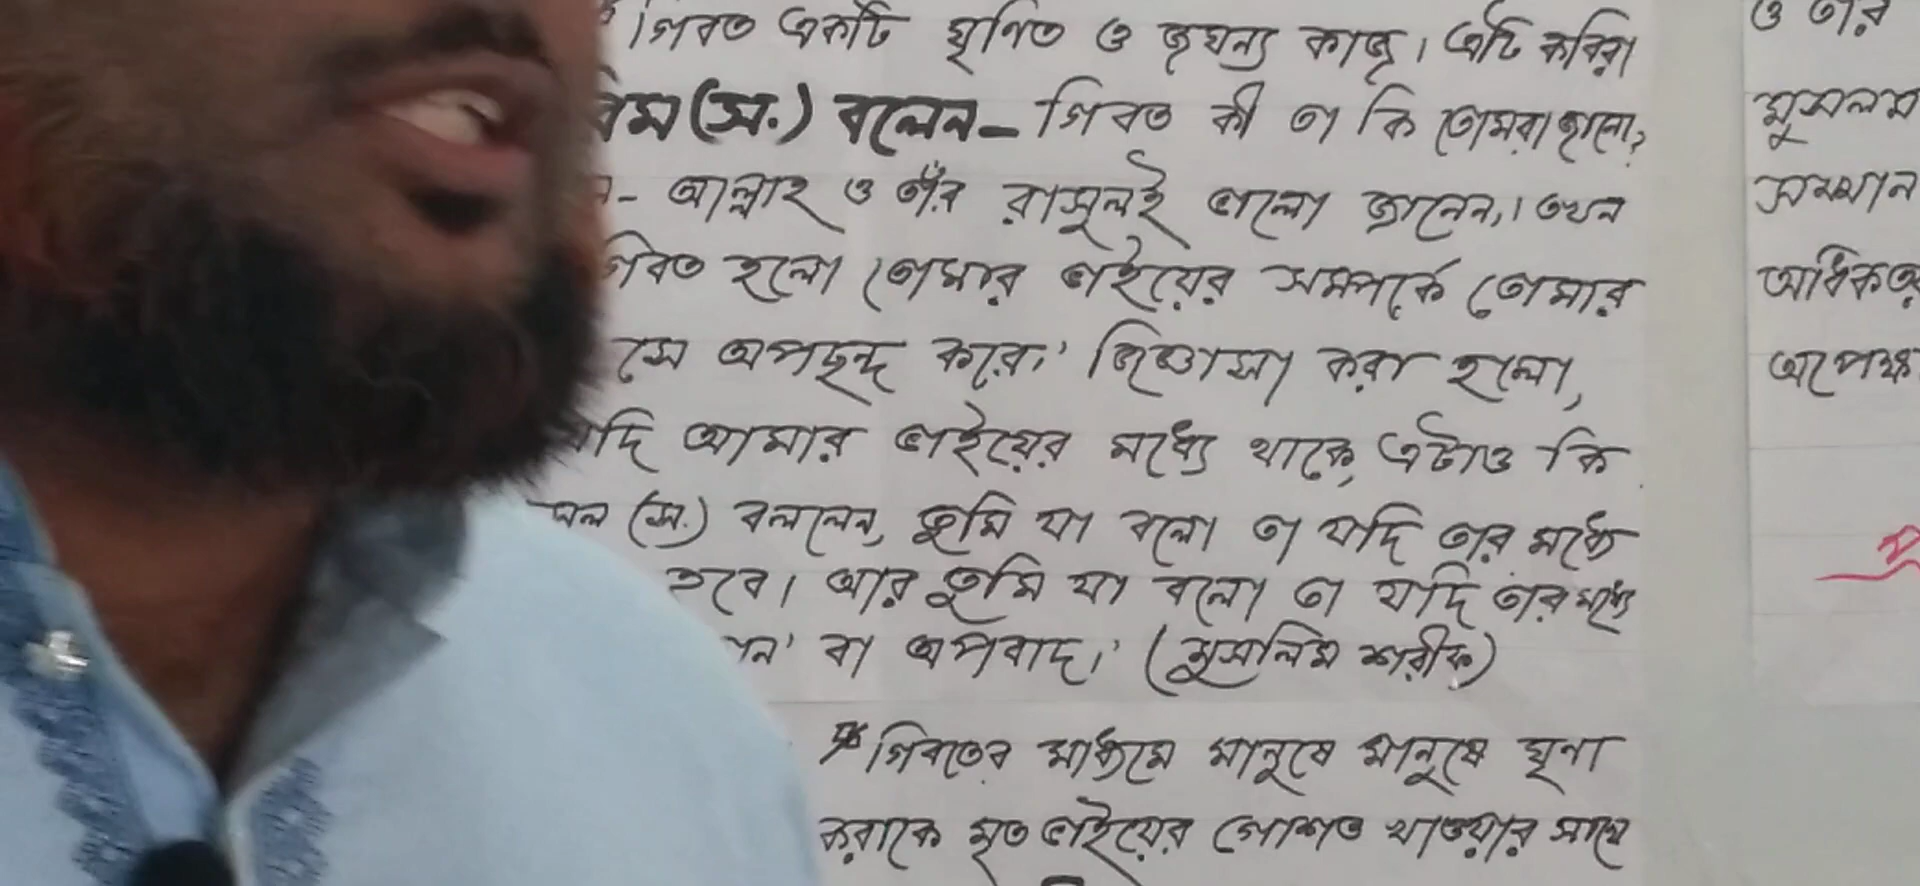 গিবত একটি ঘৃণিত ও জঘন্য কাজ। এটি কবিরা
(স.) বলেন- গিবত কী তা কি তোমরা জানো?
- আল্লাহ ও তাঁর রাসুলই ভালো জানেন। তখন
হলো তোমার ভাইয়ের সম্পর্কে তোমার
সে অপছন্দ করে।' জিজ্ঞাসা করা হলো,
আমার ভাইয়ের মধ্যে থাকে, এটাও কি
(স.) বললেন, তুমি যা বলো তা যদি তার মধ্যে
হবে। আর তুমি যা বলো তা যদি তার মধ্যে
বা অপবাদ।' (মুসলিম শরীফ)
গিবতের মাধ্যমে মানুষে মানুষে ঘৃনা
করাকে মৃত ভাইয়ের গোশত খাওয়ার সাথে
ও তার
মুসলম
সম্মান
অধিকতর
অপেক্ষ